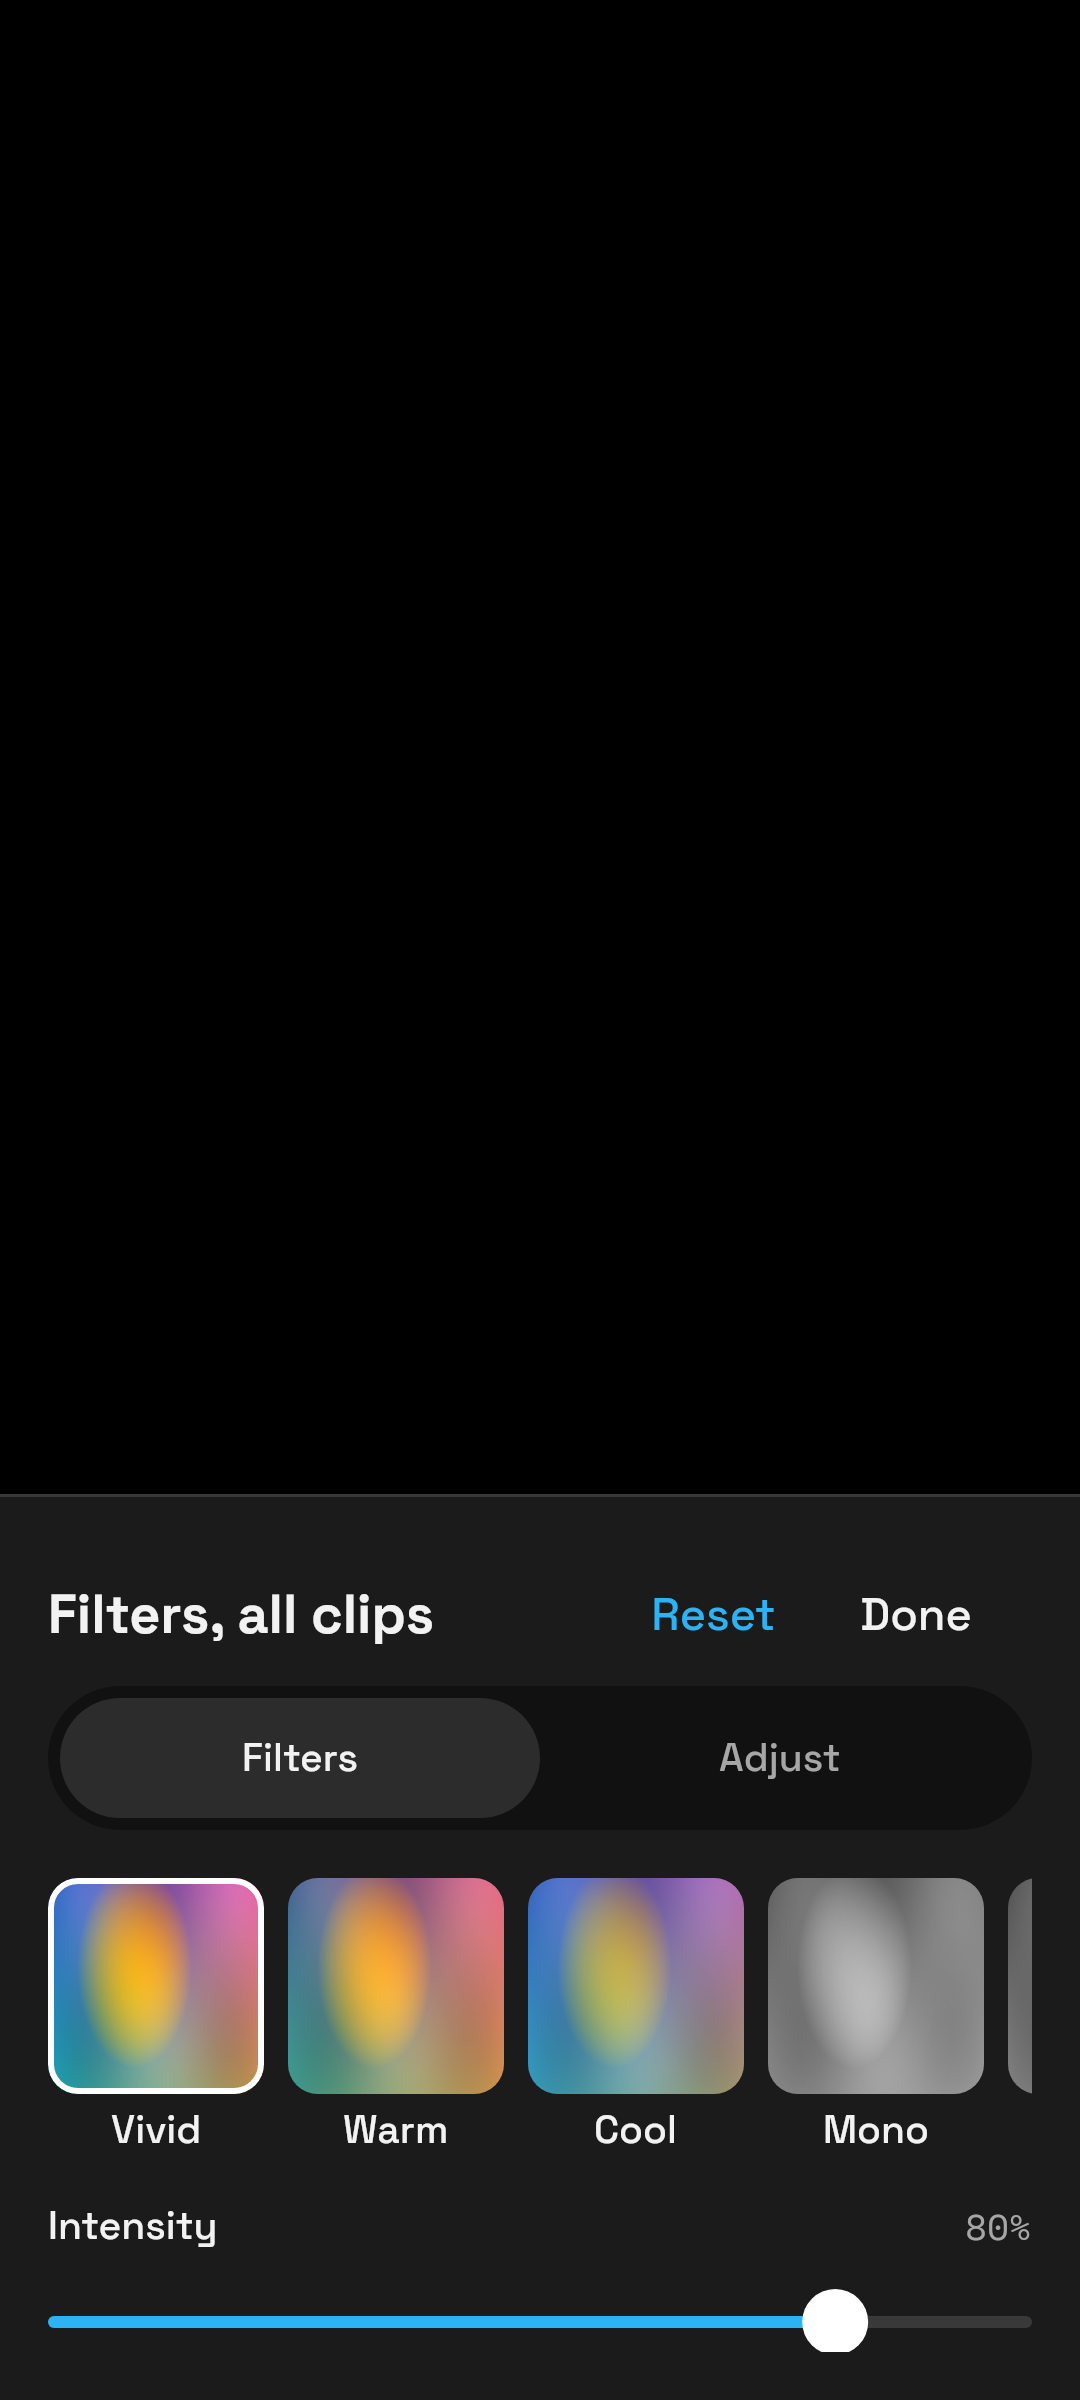 Filters, all clips
Reset
Done
Filters
Adjust
Vivid
Warm
Cool
Mono
Intensity
80%